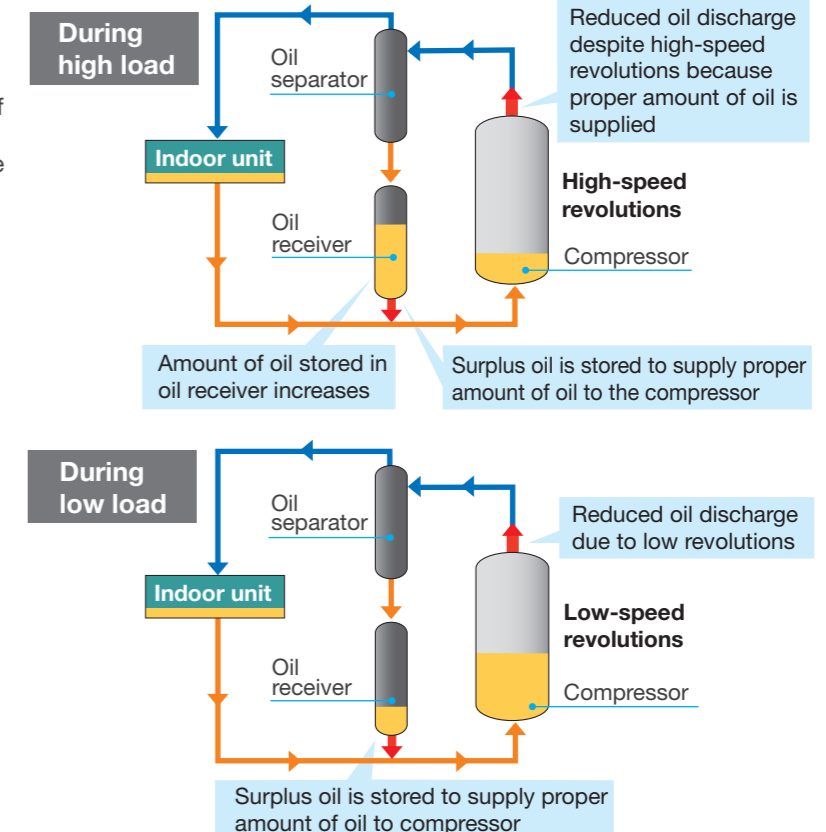 During
high load
Oil
separator
Reduced oil discharge
despite high-speed
revolutions because
proper amount of oil is
supplied
f
e
Indoor unit
High-speed
revolutions
Oil
receiver
Compressor
Amount of oil stored in
oil receiver increases
Surplus oil is stored to supply proper
amount of oil to the compressor
During
low load
Oil
separator
Reduced oil discharge
due to low revolutions
Indoor unit
Low-speed
revolutions
Oil
receiver
Compressor
Surplus oil is stored to supply proper
amount of oil to compressor